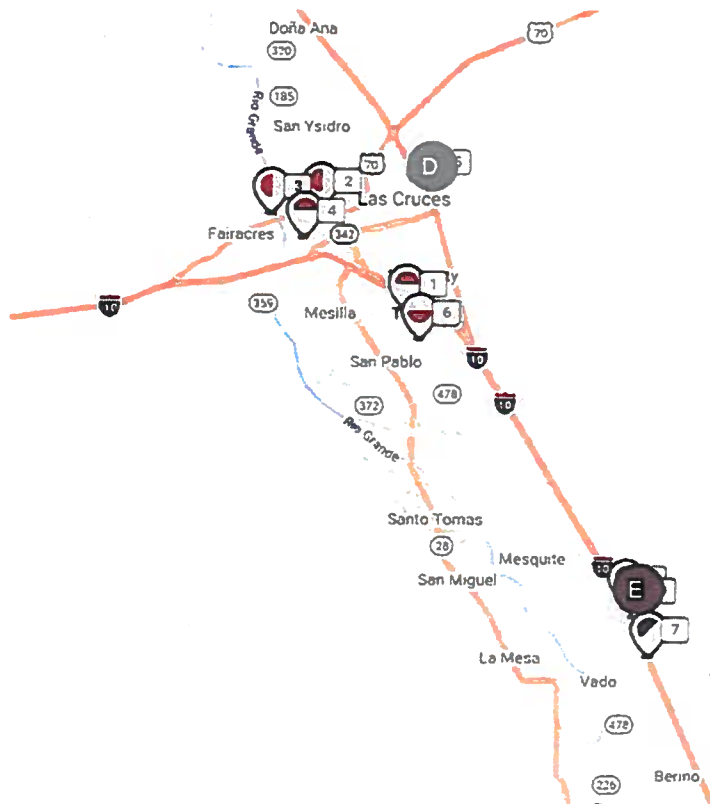 Doña Ana
320
70
185
Rio Grande
San Ysidro
70
D
3
2
Las Cruces
4
Fairacres
342
1
10
359
Mesilla
6
10
San Pablo
478
10
372
Rio Grande
Santo Tomas
28
Mesquite
10
San Miguel
E
7
La Mesa
Vado
478
Berino
226